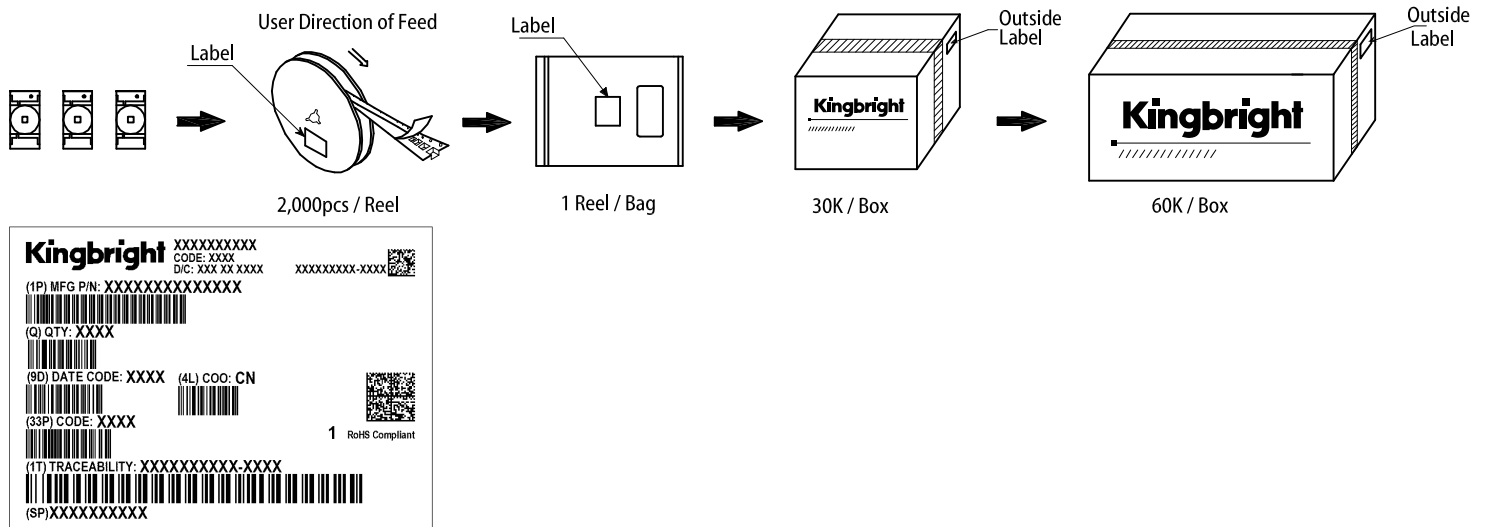 User Direction of Feed
Label
Label
Outside
Label
Outside
Label
Kingbright
Kingbright
2,000pcs / Reel
1 Reel / Bag
30K / Box
60K / Box
Kingbright
XXXXXXXXXX
CODE: XXXX
D/C: XXX XX XXXX
XXXXXXXXX-XXXX
(1P) MFG P/N: XXXXXXXXXXXXXX
(Q) QTY: XXXX
(9D) DATE CODE: XXXX
(4L) COO: CN
(33P) CODE: XXXX
1 RoHS Compliant
(1T) TRACEABILITY: XXXXXXXXXX-XXXX
(SP)XXXXXXXXXX